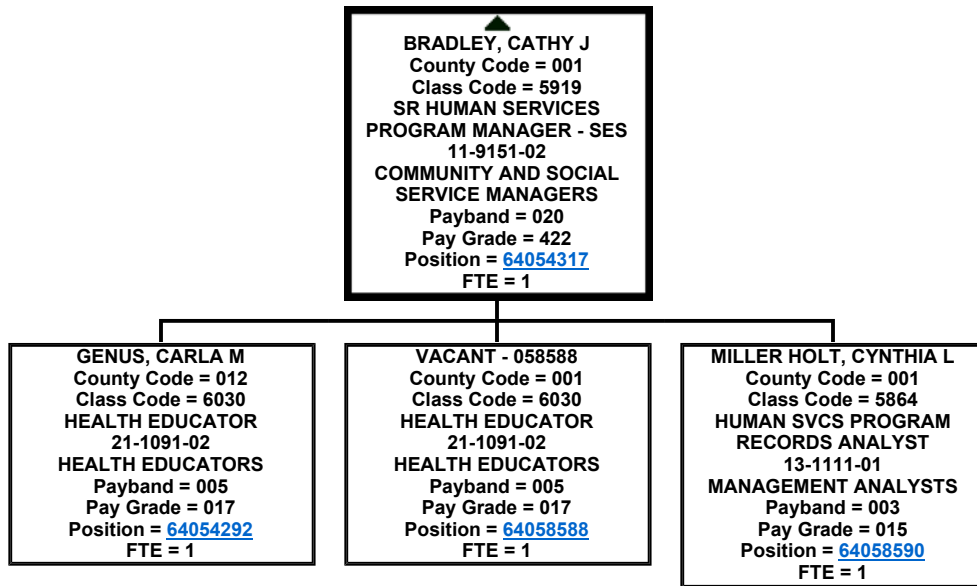 BRADLEY, CATHY J
County Code = 001
Class Code = 5919
SR HUMAN SERVICES
PROGRAM MANAGER - SES
11-9151-02
COMMUNITY AND SOCIAL
SERVICE MANAGERS
Payband = 020
Pay Grade = 422
Position = 64054317
FTE = 1
GENUS, CARLA M
County Code = 012
Class Code = 6030
HEALTH EDUCATOR
21-1091-02
HEALTH EDUCATORS
Payband = 005
Pay Grade = 017
Position = 64054292
FTE = 1
VACANT - 058588
County Code = 001
Class Code = 6030
HEALTH EDUCATOR
21-1091-02
HEALTH EDUCATORS
Payband = 005
Pay Grade = 017
Position = 64058588
FTE = 1
MILLER HOLT, CYNTHIA L
County Code = 001
Class Code = 5864
HUMAN SVCS PROGRAM
RECORDS ANALYST
13-1111-01
MANAGEMENT ANALYSTS
Payband = 003
Pay Grade = 015
Position = 64058590
FTE = 1